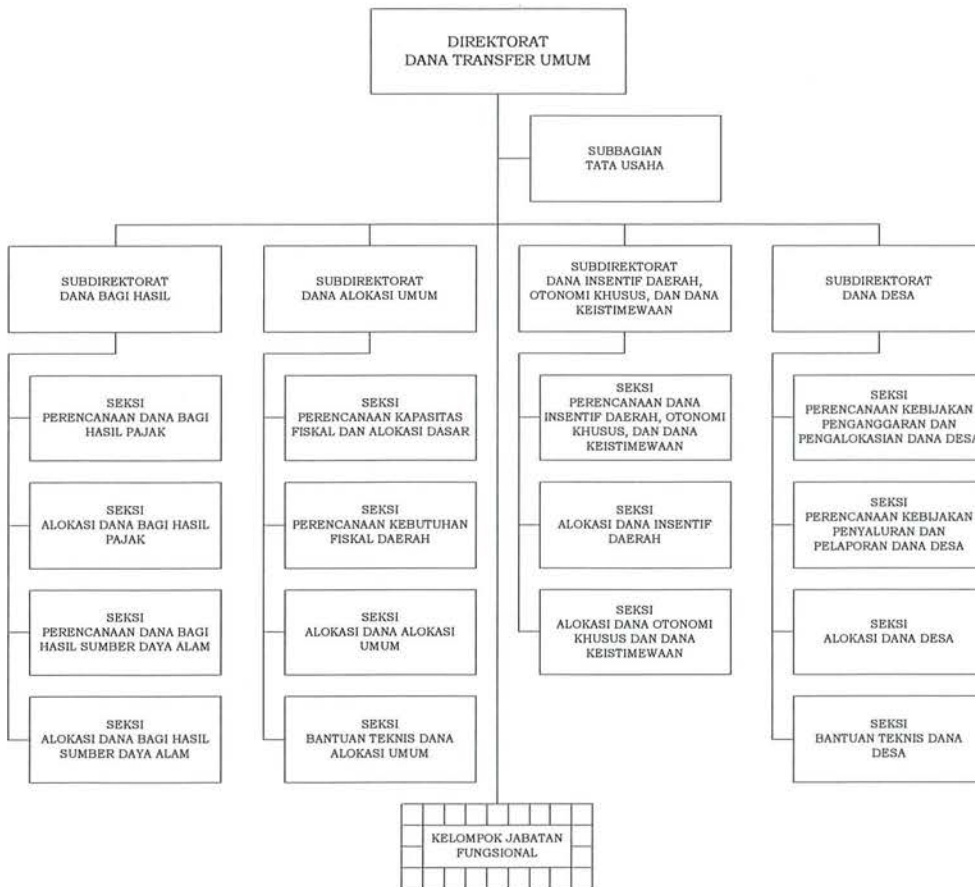 DIREKTORAT
DANA TRANSFER UMUM
SUBBAGIAN
TATA USAHA
SUBDIREKTORAT
DANA BAGI HASIL
SUBDIREKTORAT
DANA ALOKASI UMUM
SUBDIREKTORAT
DANA INSENTIF DAERAH,
OTONOMI KHUSUS, DAN DANA
KEISTIMEWAAN
SUBDIREKTORAT
DANA DESA
SEKSI
PERENCANAAN DANA BAGI
HASIL PAJAK
SEKSI
PERENCANAAN KAPASITAS
FISKAL DAN ALOKASI DASAR
SEKSI
PERENCANAAN DANA
INSENTIF DAERAH, OTONOMI
KHUSUS, DAN DANA
KEISTIMEWAAN
SEKSI
PERENCANAAN KEBIJAKAN
PENGANGGARAN DAN
PENGALOKASIAN DANA DESA
SEKSI
ALOKASI DANA BAGI HASIL
PAJAK
SEKSI
PERENCANAAN KEBUTUHAN
FISKAL DAERAH
SEKSI
ALOKASI DANA INSENTIF
DAERAH
SEKSI
PERENCANAAN KEBIJAKAN
PENYALURAN DAN
PELAPORAN DANA DESA
SEKSI
PERENCANAAN DANA BAGI
HASIL SUMBER DAYA ALAM
SEKSI
ALOKASI DANA ALOKASI
UMUM
SEKSI
ALOKASI DANA OTONOMI
KHUSUS DAN DANA
KEISTIMEWAAN
SEKSI
ALOKASI DANA DESA
SEKSI
ALOKASI DANA BAGI HASIL
SUMBER DAYA ALAM
SEKSI
BANTUAN TEKNIS DANA
ALOKASI UMUM
SEKSI
BANTUAN TEKNIS DANA
DESA
KELOMPOK JABATAN
FUNGSIONAL